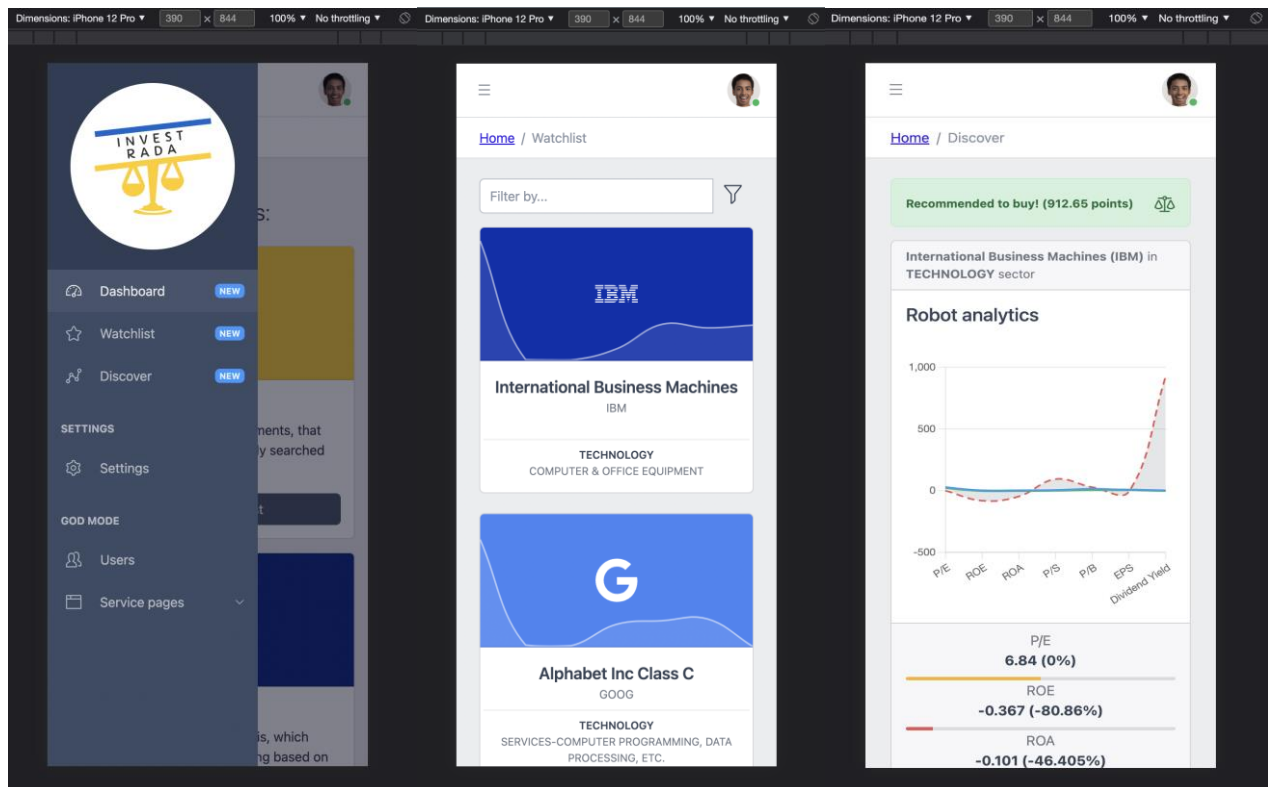 Dimensions: iPhone 12 Pro ▼ 390 × 844 100% ▼ No throttling ▼
INVEST
RADA
s:
Dashboard NEW
Watchlist NEW
Discover NEW
SETTINGS
ments, that
ly searched
Settings
t
GOD MODE
Users
Service pages
is, which
ng based on
Dimensions: iPhone 12 Pro ▼ 390 × 844 100% ▼ No throttling ▼
Home / Watchlist
Filter by...
IBM
International Business Machines
IBM
TECHNOLOGY
COMPUTER & OFFICE EQUIPMENT
G
Alphabet Inc Class C
GOOG
TECHNOLOGY
SERVICES-COMPUTER PROGRAMMING, DATA
PROCESSING, ETC.
Dimensions: iPhone 12 Pro ▼ 390 × 844 100% ▼ No throttling ▼
Home / Discover
Recommended to buy! (912.65 points)
International Business Machines (IBM) in
TECHNOLOGY sector
Robot analytics
1,000
500
0
-500
P/E ROE ROA P/S P/B EPS Dividend Yield
P/E
6.84 (0%)
ROE
-0.367 (-80.86%)
ROA
-0.101 (-46.405%)